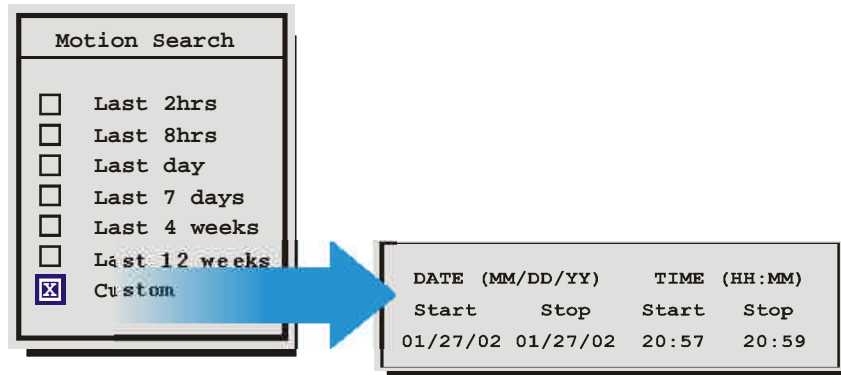 Motion Search
Last 2hrs
Last 8hrs
Last day
Last 7 days
Last 4 weeks
Last 12 weeks
X Custom
DATE (MM/DD/YY) TIME (HH:MM)
Start Stop Start Stop
01/27/02 01/27/02 20:57 20:59